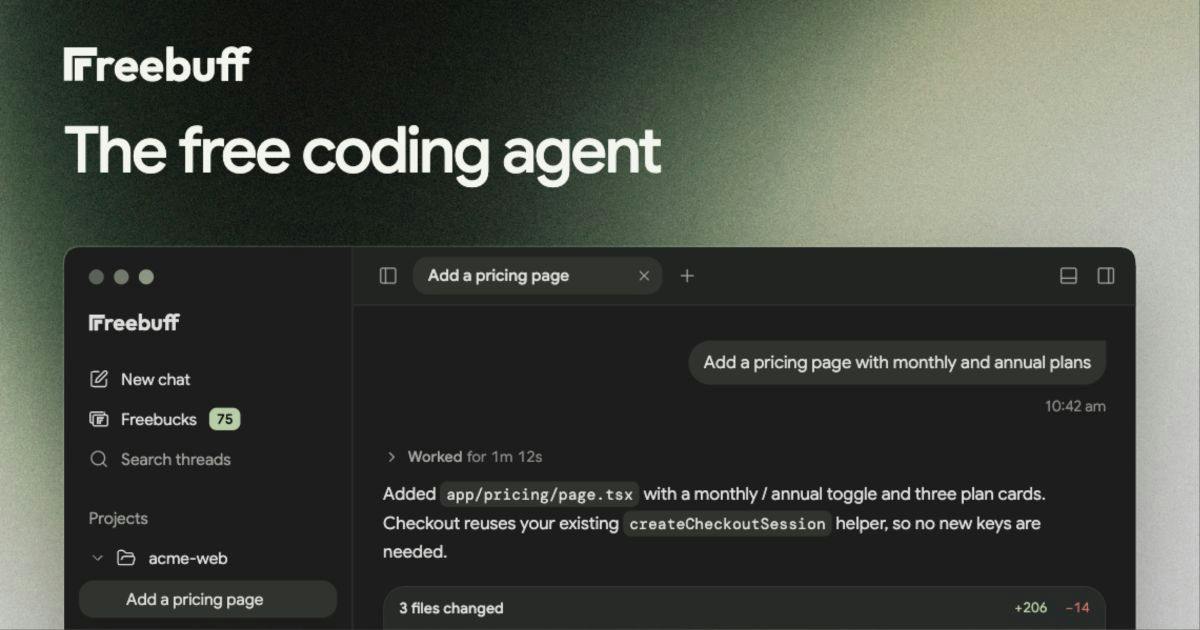 Freebuff
The free coding agent
Freebuff
New chat
Freebucks 75
Search threads
Projects
acme-web
Add a pricing page
Add a pricing page
Add a pricing page with monthly and annual plans
10:42 am
Worked for 1m 12s
Added app/pricing/page.tsx with a monthly / annual toggle and three plan cards.
Checkout reuses your existing createCheckoutSession helper, so no new keys are
needed.
3 files changed +206 −14